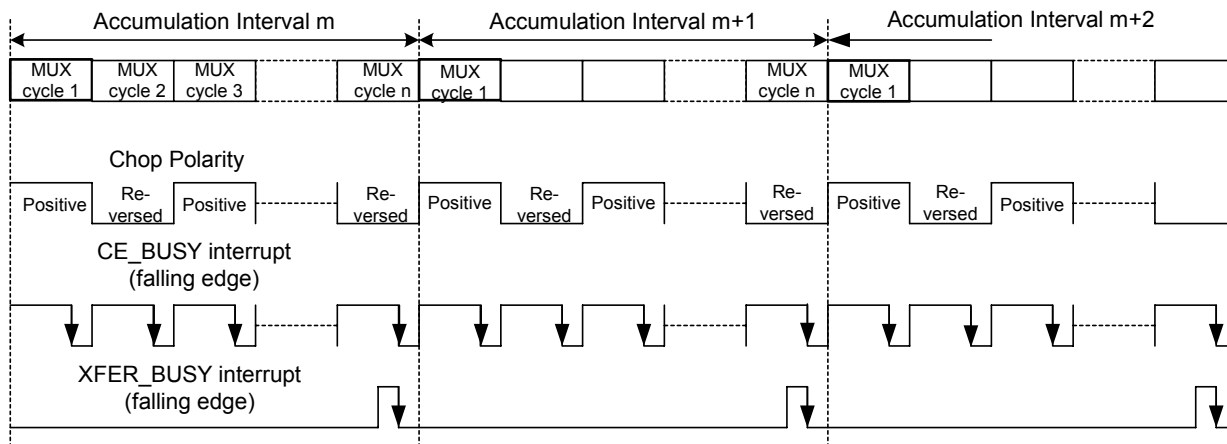 Accumulation Interval m
Accumulation Interval m+1
Accumulation Interval m+2
MUX
cycle 1
MUX
cycle 2
MUX
cycle 3
MUX
cycle n
MUX
cycle 1
MUX
cycle n
MUX
cycle 1
Chop Polarity
Positive
Re-
versed
Positive
Re-
versed
Positive
Re-
versed
Positive
Re-
versed
Positive
Re-
versed
Positive
CE_BUSY interrupt
(falling edge)
XFER_BUSY interrupt
(falling edge)